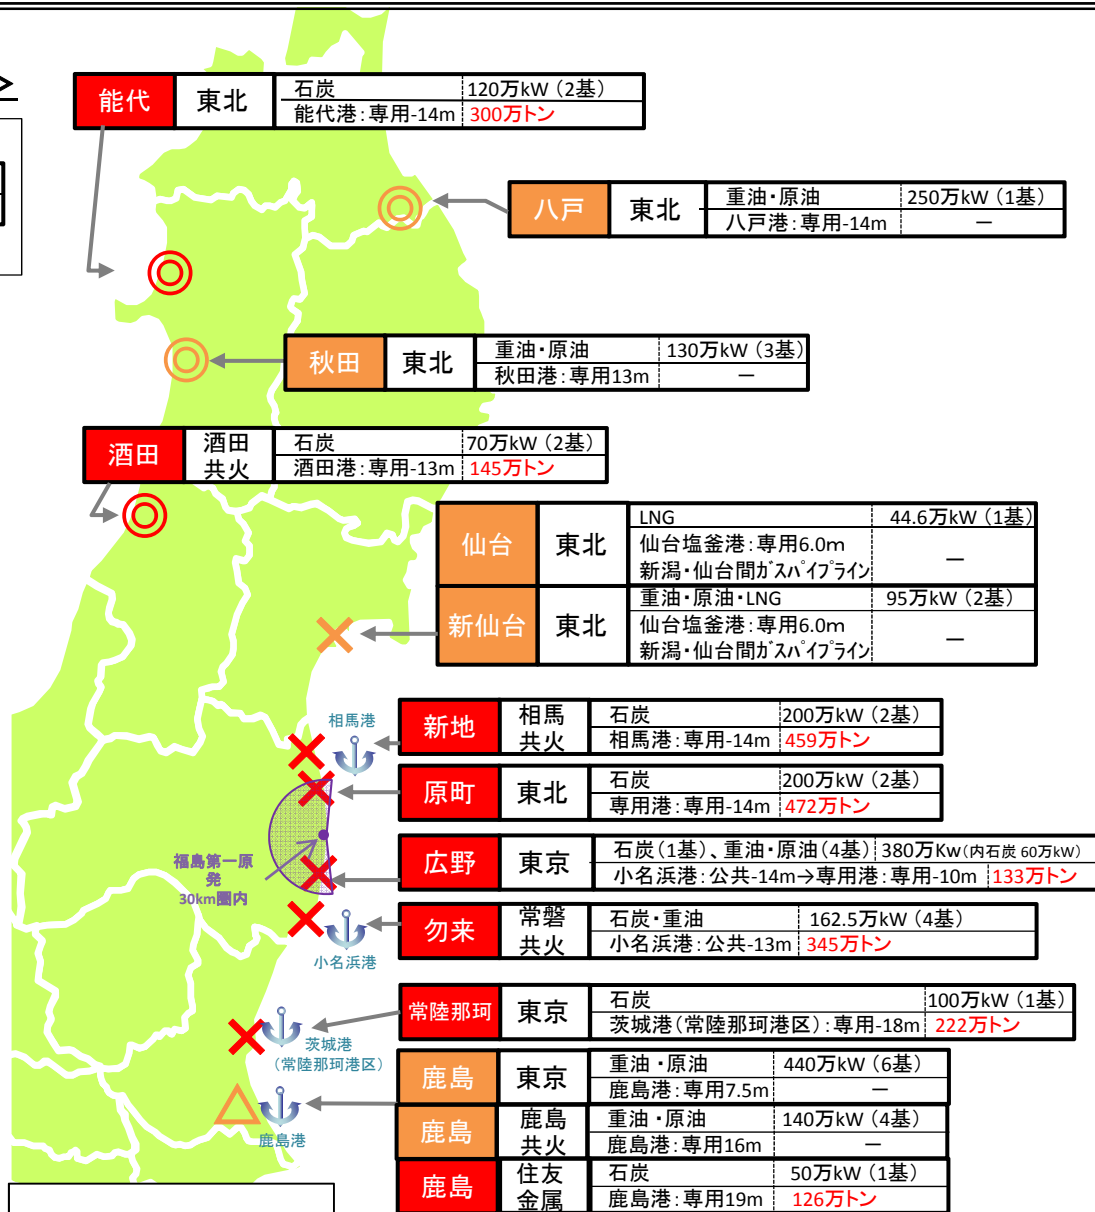 能代 東北 石炭 120万kW (2基)
能代港:専用-14m 300万トン
八戸 東北 重油・原油 250万kW (1基)
八戸港:専用-14m ー
秋田 東北 重油・原油 130万kW (3基)
秋田港:専用13m ー
酒田 酒田共火 石炭 70万kW (2基)
酒田港:専用-13m 145万トン
仙台 東北 LNG 44.6万kW (1基)
仙台塩釜港:専用6.0m
新潟・仙台間ガスパイプライン ー
新仙台 東北 重油・原油・LNG 95万kW (2基)
仙台塩釜港:専用6.0m
新潟・仙台間ガスパイプライン ー
相馬港
新地 相馬共火 石炭 200万kW (2基)
相馬港:専用-14m 459万トン
原町 東北 石炭 200万kW (2基)
専用港:専用-14m 472万トン
福島第一原
発
30km圏内
広野 東京 石炭(1基)、重油・原油(4基) 380万Kw(内石炭 60万kW)
小名浜港:公共-14m→専用港:専用-10m 133万トン
勿来 常磐共火 石炭・重油 162.5万kW (4基)
小名浜港:公共-13m 345万トン
小名浜港
常陸那珂 東京 石炭 100万kW (1基)
茨城港(常陸那珂港区):専用-18m 222万トン
茨城港
(常陸那珂港区)
鹿島 東京 重油・原油 440万kW (6基)
鹿島港:専用7.5m ー
鹿島港
鹿島 鹿島共火 重油・原油 140万kW (4基)
鹿島港:専用16m ー
鹿島 住友金属 石炭 50万kW (1基)
鹿島港:専用19m 126万トン